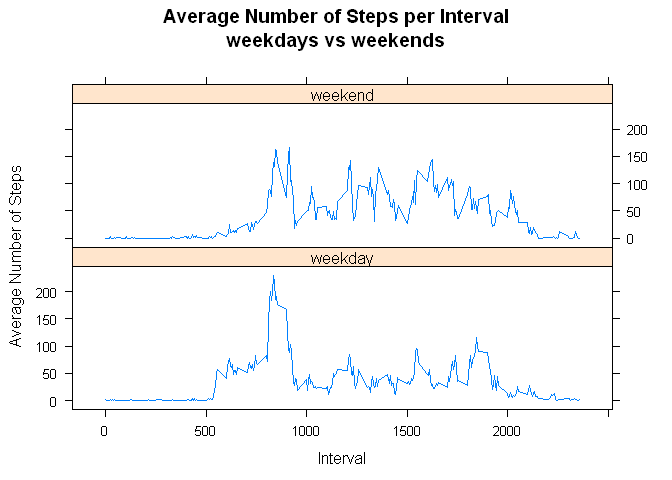 Average Number of Steps per Interval
weekdays vs weekends
weekend
200
150
100
50
0
weekday
200
150
100
50
0
Average Number of Steps
0 500 1000 1500 2000
Interval